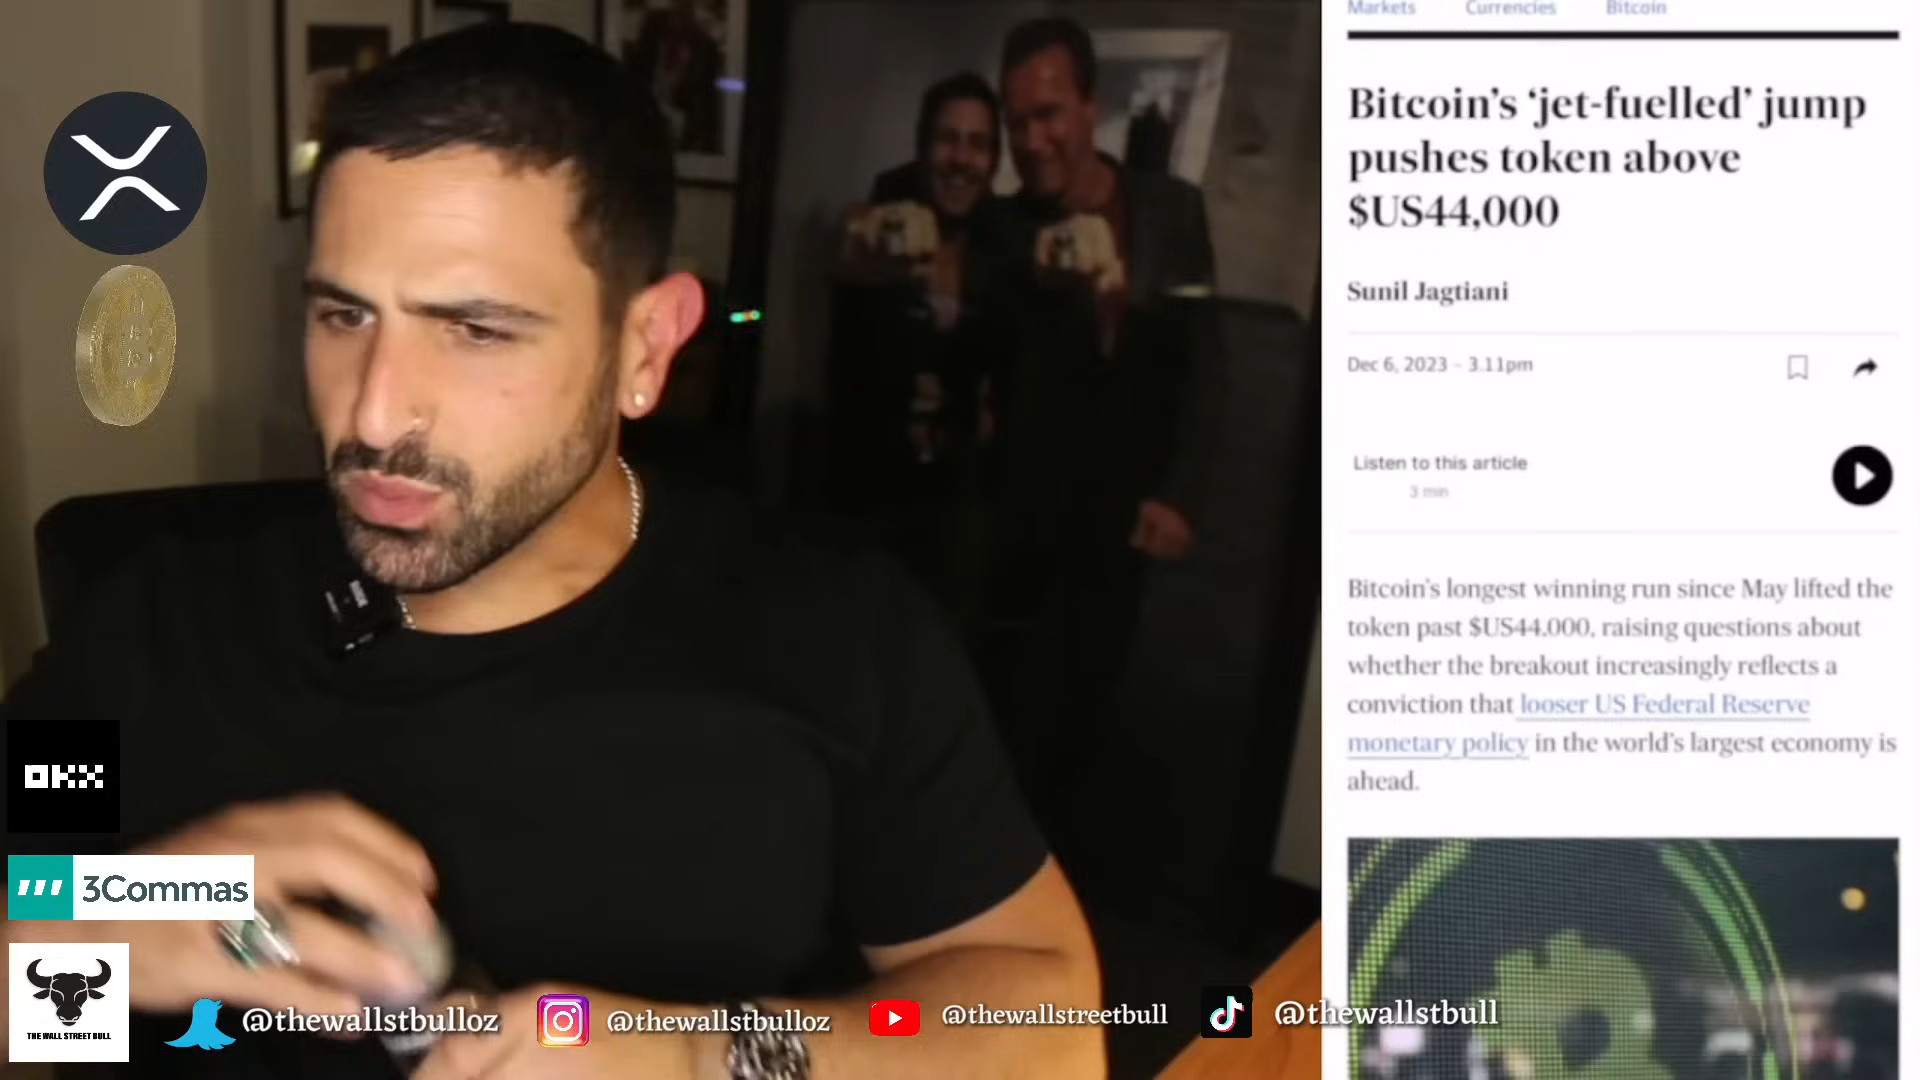 Markets Currencies Bitcoin
Bitcoin's 'jet-fuelled' jump
pushes token above
$US44,000
Sunil Jagtiani
Dec 6, 2023 – 3.11pm
Listen to this article
3 min
Bitcoin's longest winning run since May lifted the
token past $US44,000, raising questions about
whether the breakout increasingly reflects a
conviction that looser US Federal Reserve
monetary policy in the world's largest economy is
ahead.
OKX
3Commas
THE WALL STREET BULL
@thewallstbulloz
@thewallstbulloz
@thewallstreetbull
@thewallstbull